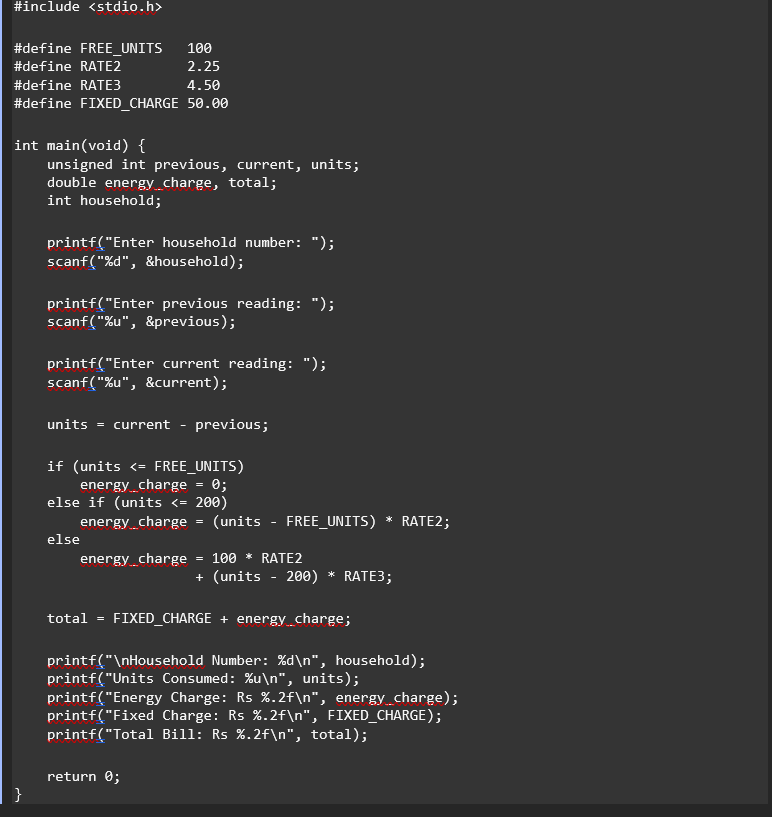 #include <stdio.h>

#define FREE_UNITS   100
#define RATE2        2.25
#define RATE3        4.50
#define FIXED_CHARGE 50.00

int main(void) {
    unsigned int previous, current, units;
    double energy_charge, total;
    int household;

    printf("Enter household number: ");
    scanf("%d", &household);

    printf("Enter previous reading: ");
    scanf("%u", &previous);

    printf("Enter current reading: ");
    scanf("%u", &current);

    units = current - previous;

    if (units <= FREE_UNITS)
        energy_charge = 0;
    else if (units <= 200)
        energy_charge = (units - FREE_UNITS) * RATE2;
    else
        energy_charge = 100 * RATE2
                      + (units - 200) * RATE3;

    total = FIXED_CHARGE + energy_charge;

    printf("\nHousehold Number: %d\n", household);
    printf("Units Consumed: %u\n", units);
    printf("Energy Charge: Rs %.2f\n", energy_charge);
    printf("Fixed Charge: Rs %.2f\n", FIXED_CHARGE);
    printf("Total Bill: Rs %.2f\n", total);

    return 0;
}